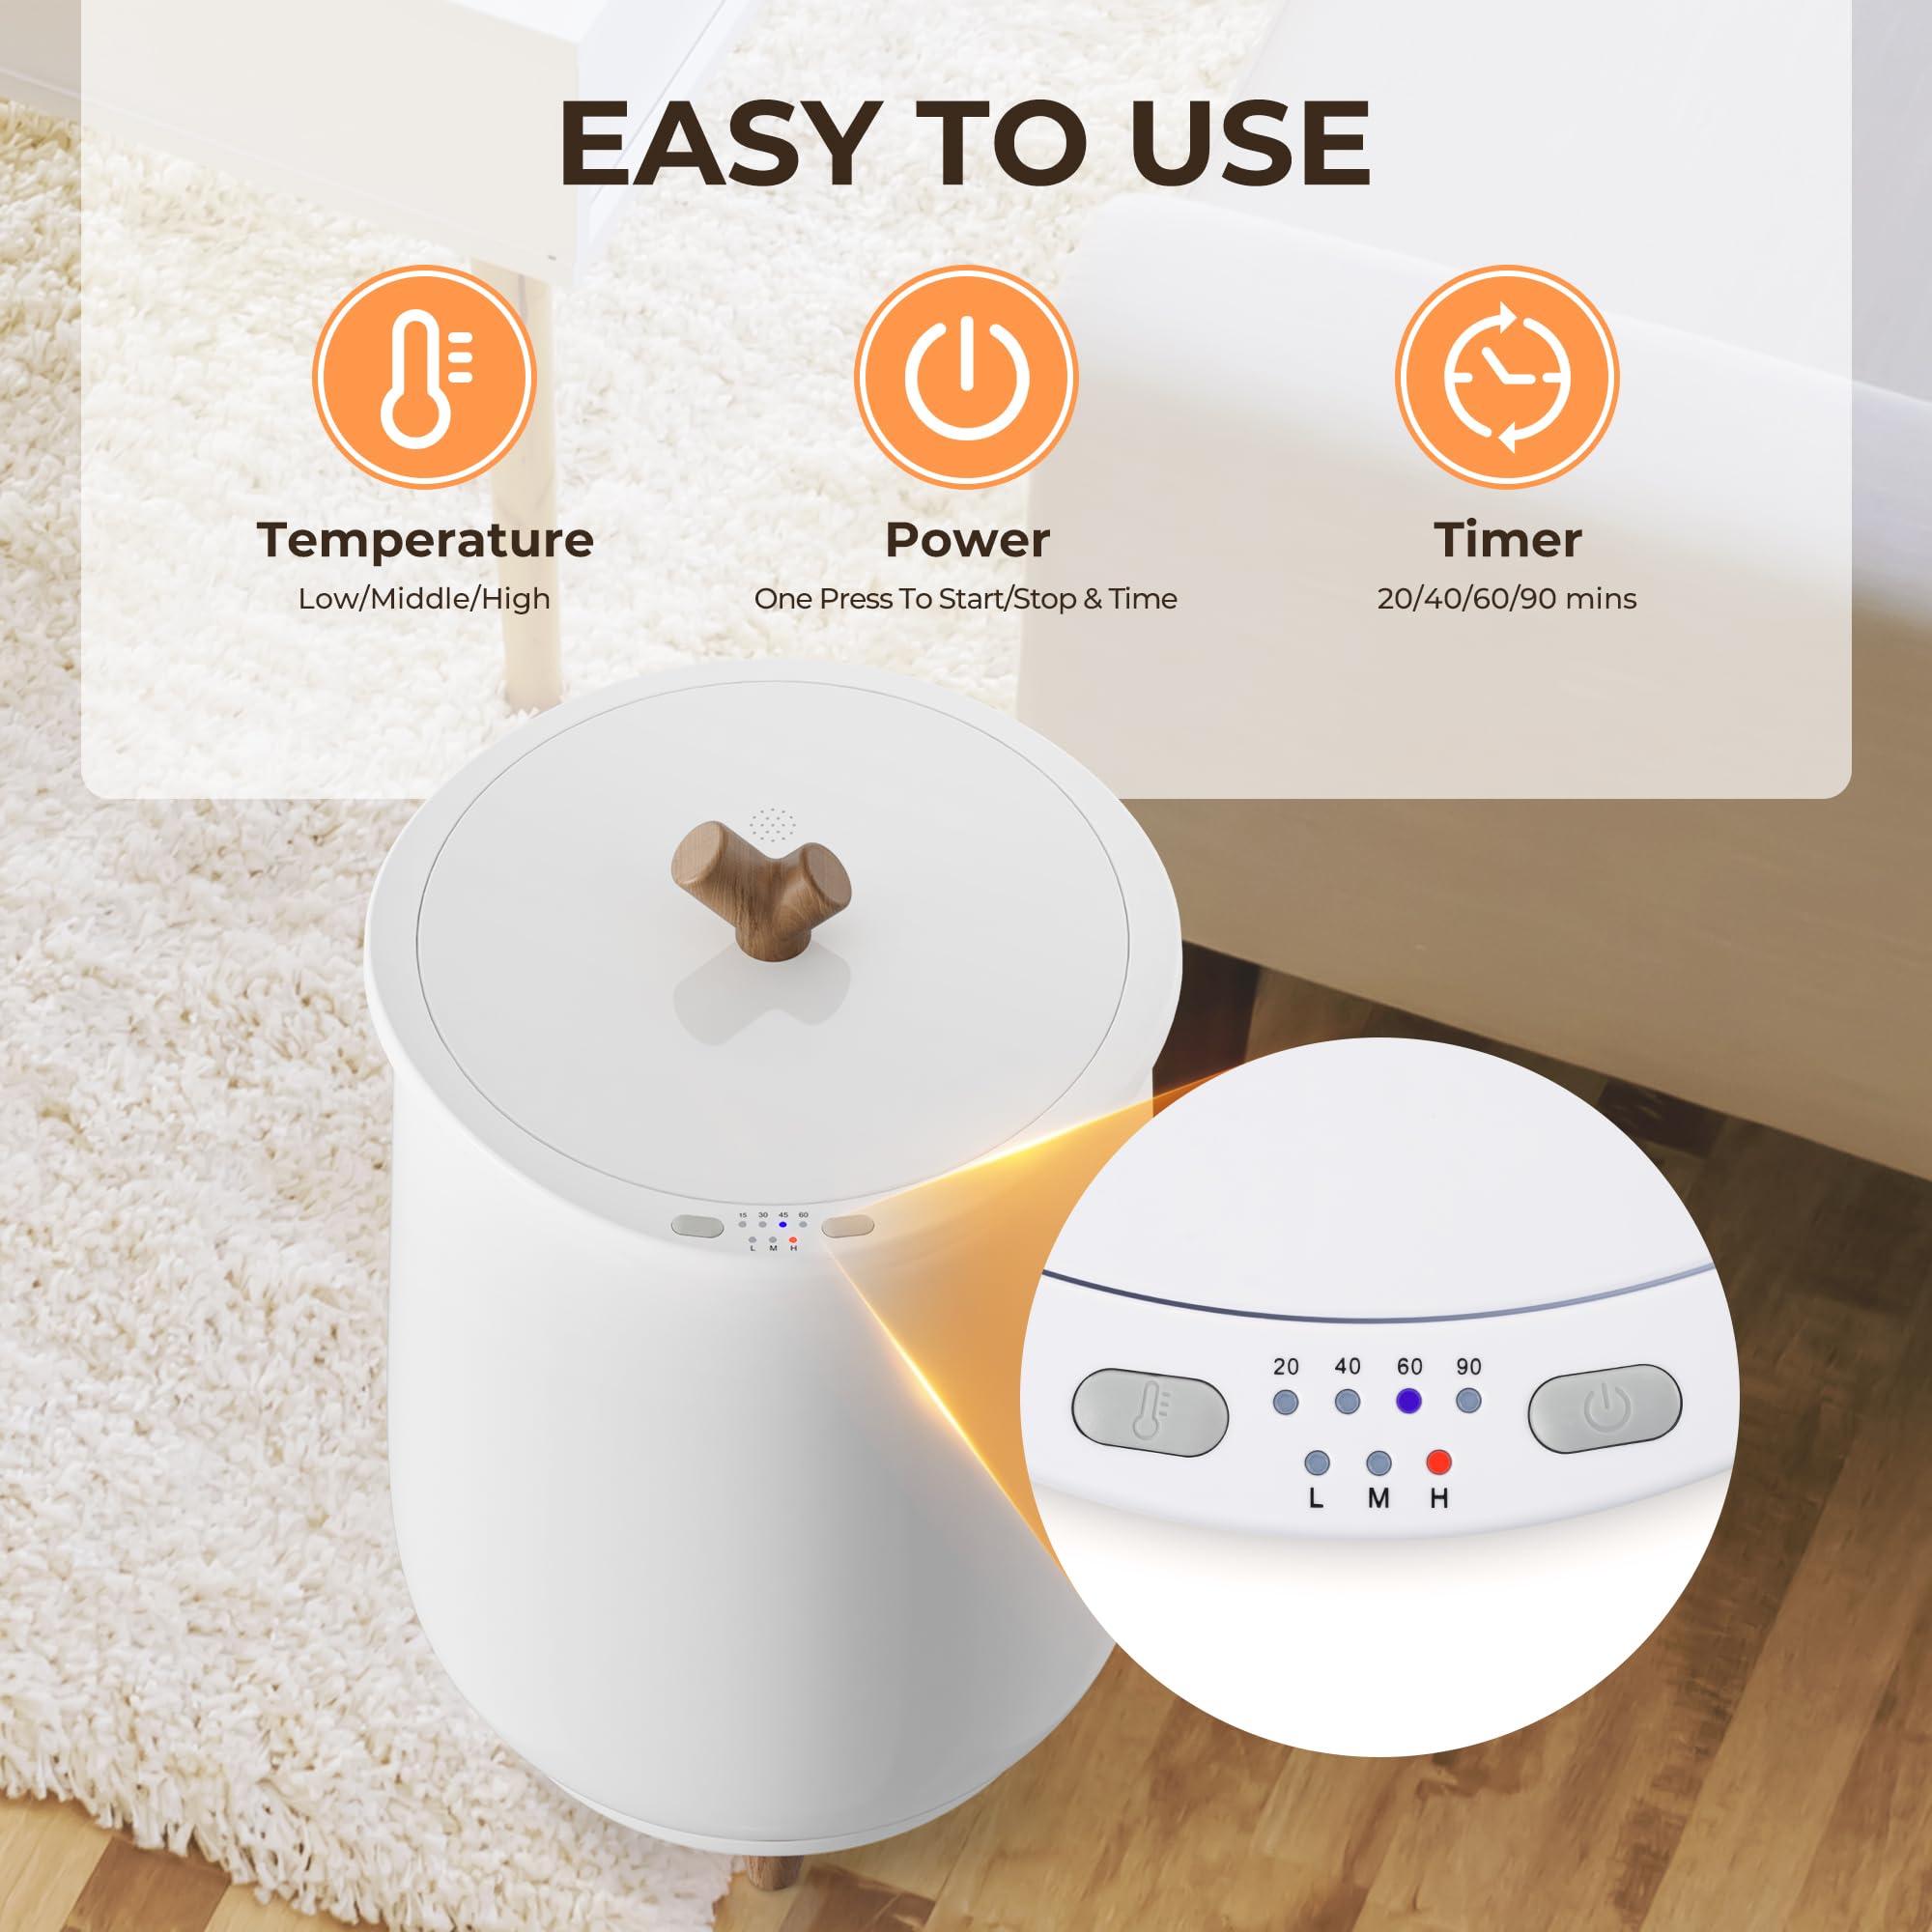 EASY TO USE
Temperature
Low/Middle/High
Power
One Press To Start/Stop & Time
Timer
20/40/60/90 mins
15 30 45 60
L M H
20 40 60 90
L M H